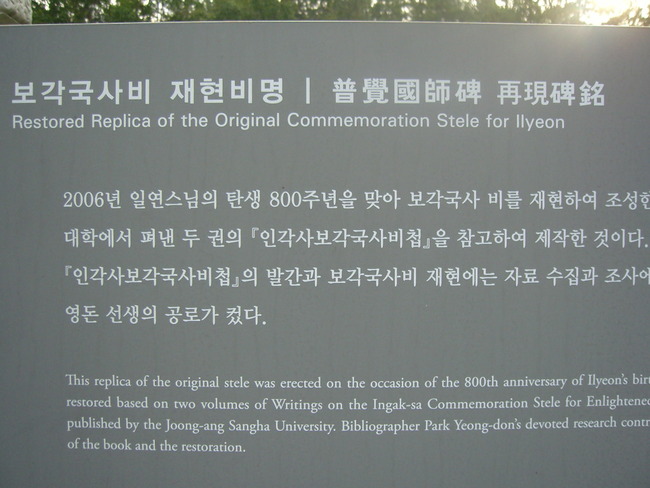 보각국사비 재현비명 | 普覺國師碑 再現碑銘
Restored Replica of the Original Commemoration Stele for Ilyeon
2006년 일연스님의 탄생 800주년을 맞아 보각국사 비를 재현하여 조성한
대학에서 펴낸 두 권의 『인각사보각국사비첩』을 참고하여 제작한 것이다.
『인각사보각국사비첩』의 발간과 보각국사비 재현에는 자료 수집과 조사에
영돈 선생의 공로가 컸다.
This replica of the original stele was erected on the occasion of the 800th anniversary of Ilyeon's birt
restored based on two volumes of Writings on the Ingak-sa Commemoration Stele for Enlightened
published by the Joong-ang Sangha University. Bibliographer Park Yeong-don's devoted research contr
of the book and the restoration.